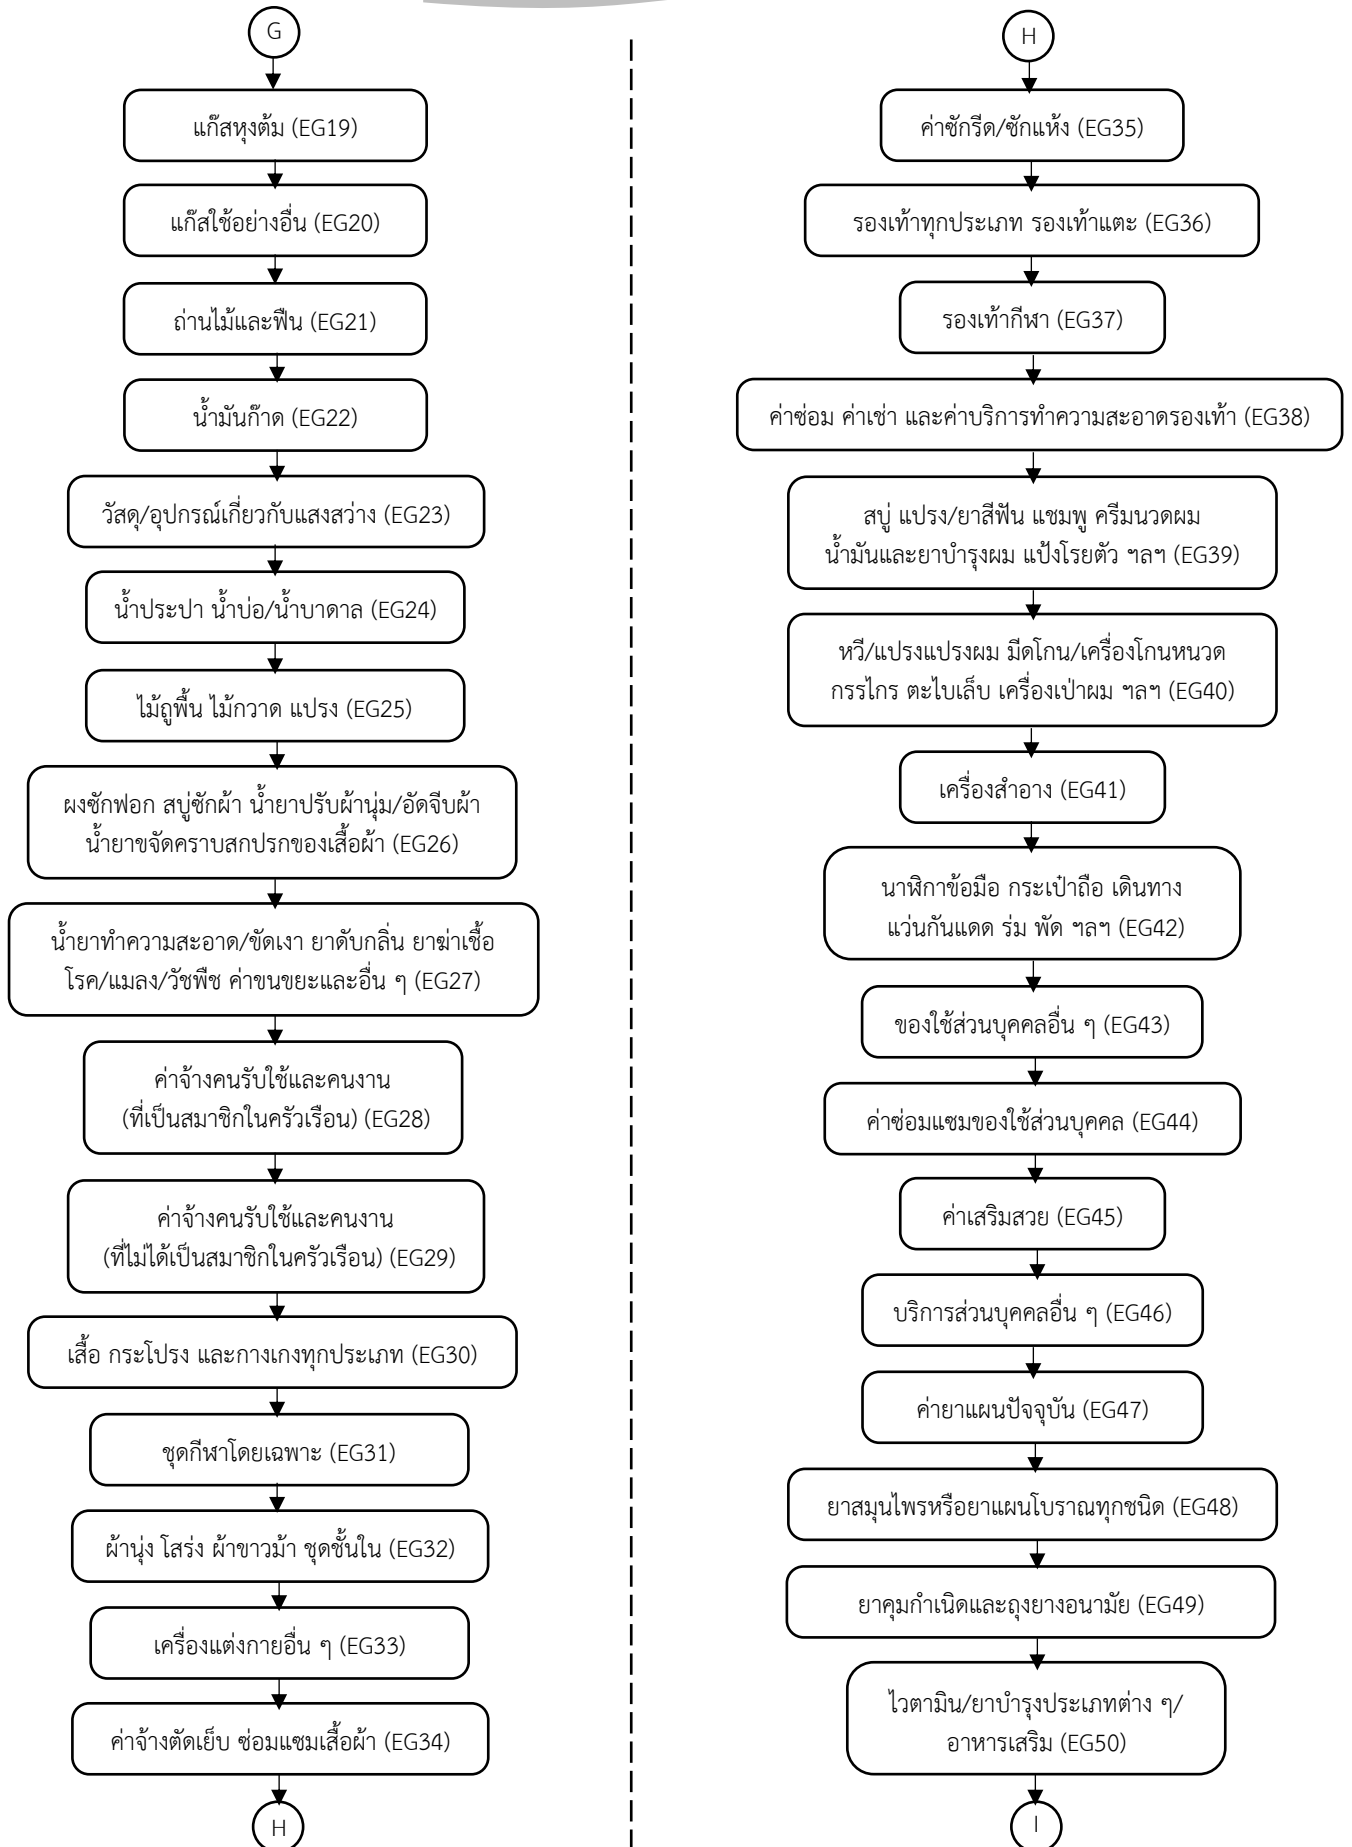 G
แก๊สหุงต้ม (EG19)
แก๊สใช้อย่างอื่น (EG20)
ถ่านไม้และฟืน (EG21)
น้ำมันก๊าด (EG22)
วัสดุ/อุปกรณ์เกี่ยวกับแสงสว่าง (EG23)
น้ำประปา น้ำบ่อ/น้ำบาดาล (EG24)
ไม้ถูพื้น ไม้กวาด แปรง (EG25)
ผงซักฟอก สบู่ซักผ้า น้ำยาปรับผ้านุ่ม/อัดจีบผ้า
น้ำยาขจัดคราบสกปรกของเสื้อผ้า (EG26)
น้ำยาทำความสะอาด/ขัดเงา ยาดับกลิ่น ยาฆ่าเชื้อ
โรค/แมลง/วัชพืช ค่าขนขยะและอื่น ๆ (EG27)
ค่าจ้างคนรับใช้และคนงาน
(ที่เป็นสมาชิกในครัวเรือน) (EG28)
ค่าจ้างคนรับใช้และคนงาน
(ที่ไม่ได้เป็นสมาชิกในครัวเรือน) (EG29)
เสื้อ กระโปรง และกางเกงทุกประเภท (EG30)
ชุดกีฬาโดยเฉพาะ (EG31)
ผ้านุ่ง โสร่ง ผ้าขาวม้า ชุดชั้นใน (EG32)
เครื่องแต่งกายอื่น ๆ (EG33)
ค่าจ้างตัดเย็บ ซ่อมแซมเสื้อผ้า (EG34)
H
H
ค่าซักรีด/ซักแห้ง (EG35)
รองเท้าทุกประเภท รองเท้าแตะ (EG36)
รองเท้ากีฬา (EG37)
ค่าซ่อม ค่าเช่า และค่าบริการทำความสะอาดรองเท้า (EG38)
สบู่ แปรง/ยาสีฟัน แชมพู ครีมนวดผม
น้ำมันและยาบำรุงผม แป้งโรยตัว ฯลฯ (EG39)
หวี/แปรงแปรงผม มีดโกน/เครื่องโกนหนวด
กรรไกร ตะไบเล็บ เครื่องเป่าผม ฯลฯ (EG40)
เครื่องสำอาง (EG41)
นาฬิกาข้อมือ กระเป๋าถือ เดินทาง
แว่นกันแดด ร่ม พัด ฯลฯ (EG42)
ของใช้ส่วนบุคคลอื่น ๆ (EG43)
ค่าซ่อมแซมของใช้ส่วนบุคคล (EG44)
ค่าเสริมสวย (EG45)
บริการส่วนบุคคลอื่น ๆ (EG46)
ค่ายาแผนปัจจุบัน (EG47)
ยาสมุนไพรหรือยาแผนโบราณทุกชนิด (EG48)
ยาคุมกำเนิดและถุงยางอนามัย (EG49)
ไวตามิน/ยาบำรุงประเภทต่าง ๆ/
อาหารเสริม (EG50)
I